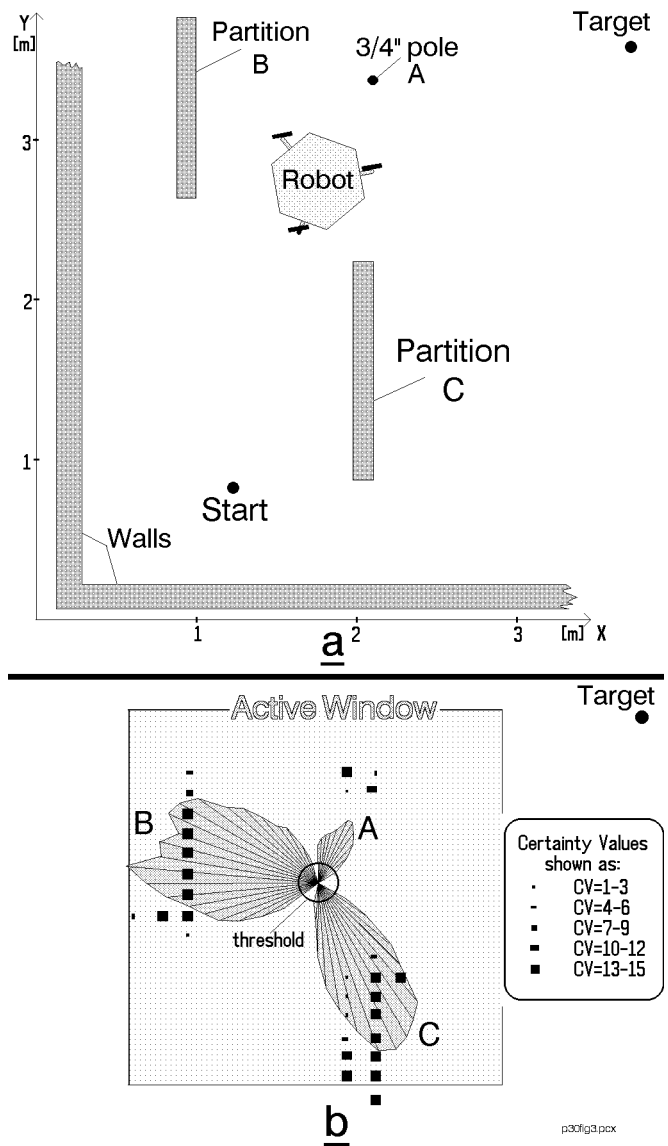 Y
[m]
Partition
B
3/4" pole
A
Target
3
Robot
2
Partition
C
1
Start
Walls
1
2
3
[m] X
a
Active Window
Target
B
A
threshold
C
Certainty Values
shown as:
CV=1-3
CV=4-6
CV=7-9
CV=10-12
CV=13-15
b
p30fig3.pcx